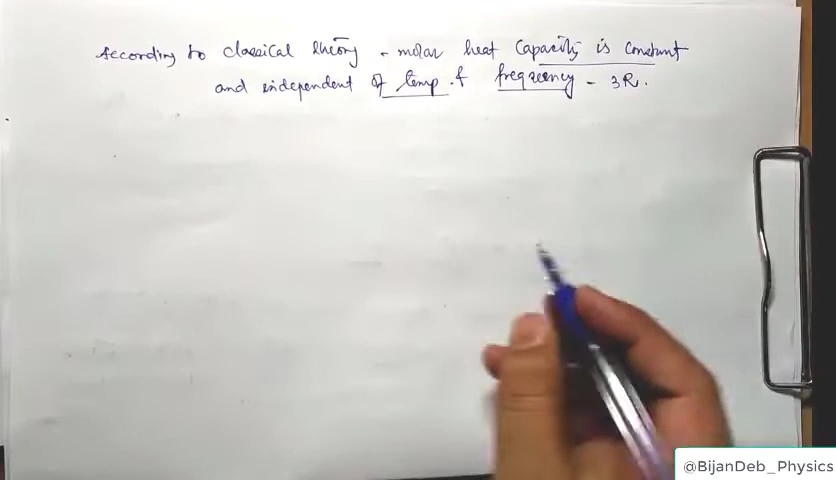 According to classical theory - molar heat capacity is constant
and independent of temp. & frequency - 3R.
@BijanDeb_Physics